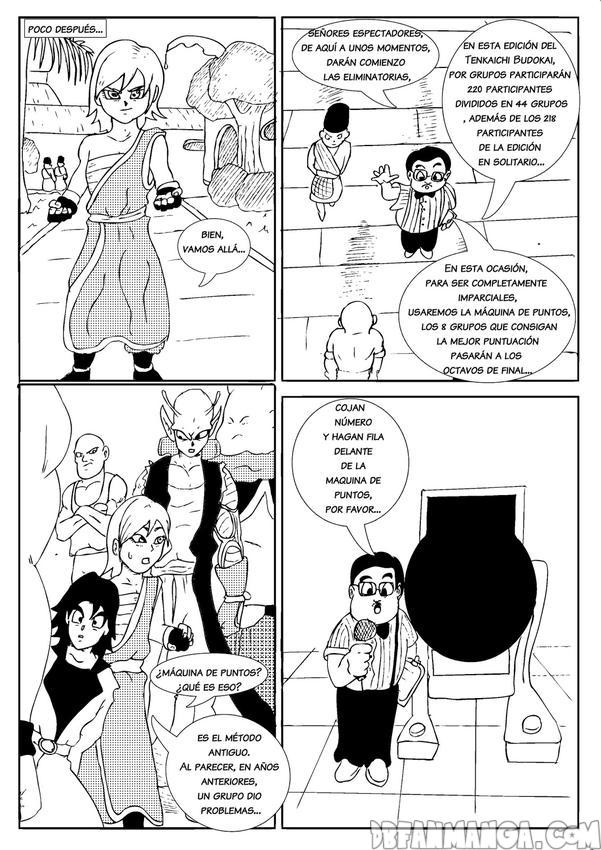 POCO DESPUÉS...
BIEN,
VAMOS ALLÁ...
SEÑORES ESPECTADORES,
DE AQUÍ A UNOS MOMENTOS,
DARÁN COMIENZO
LAS ELIMINATORIAS,
EN ESTA EDICIÓN DEL
TENKAICHI BUDOKAI,
POR GRUPOS PARTICIPARÁN
220 PARTICIPANTES
DIVIDIDOS EN 44 GRUPOS
, ADEMÁS DE LOS 218
PARTICIPANTES
DE LA EDICIÓN
EN SOLITARIO...
EN ESTA OCASIÓN,
PARA SER COMPLETAMENTE
IMPARCIALES,
USAREMOS LA MÁQUINA DE PUNTOS,
LOS 8 GRUPOS QUE CONSIGAN
LA MEJOR PUNTUACIÓN
PASARÁN A LOS
OCTAVOS DE FINAL...
¿MÁQUINA DE PUNTOS?
¿QUÉ ES ESO?
ES EL MÉTODO
ANTIGUO.
AL PARECER, EN AÑOS
ANTERIORES,
UN GRUPO DIO
PROBLEMAS...
COJAN
NÚMERO
Y HAGAN FILA
DELANTE
DE LA
MAQUINA DE
PUNTOS,
POR FAVOR...
DBFANMANGA.COM